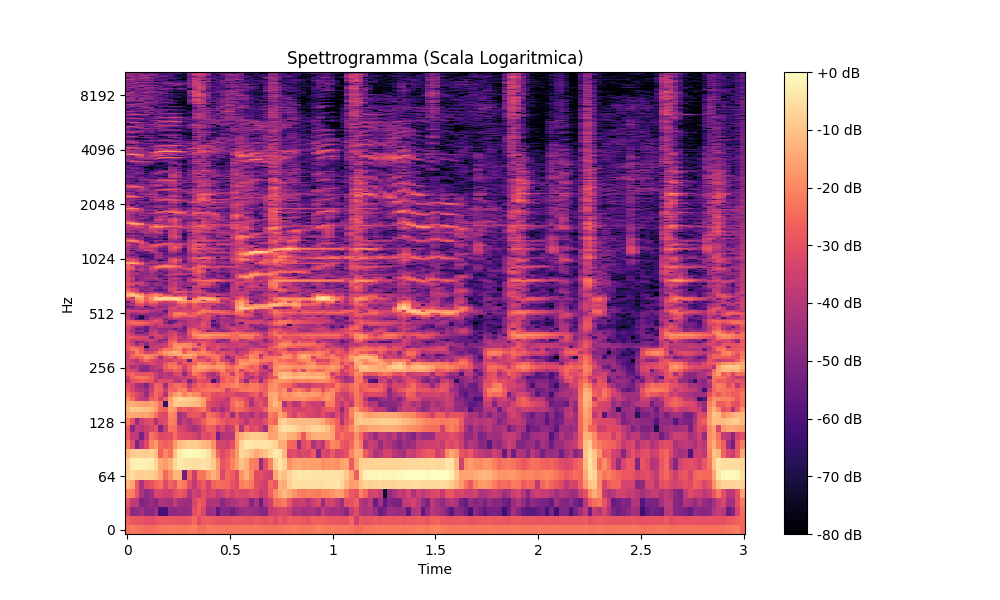 Spettrogramma (Scala Logaritmica)
8192
4096
2048
1024
512
256
128
64
0
Hz
0
0.5
1
1.5
2
2.5
3
Time
+0 dB
-10 dB
-20 dB
-30 dB
-40 dB
-50 dB
-60 dB
-70 dB
-80 dB